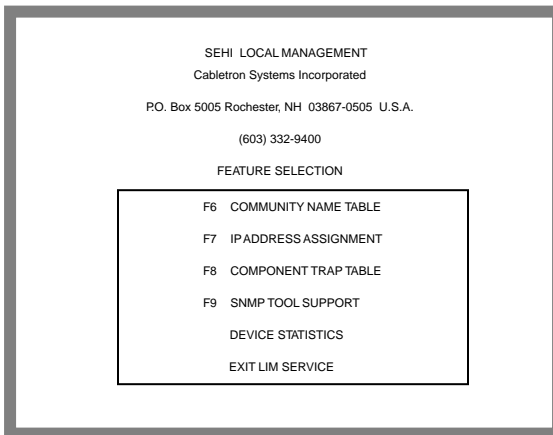 SEHI LOCAL MANAGEMENT
Cabletron Systems Incorporated
P.O. Box 5005 Rochester, NH 03867-0505 U.S.A.
(603) 332-9400
FEATURE SELECTION
F6 COMMUNITY NAME TABLE
F7 IP ADDRESS ASSIGNMENT
F8 COMPONENT TRAP TABLE
F9 SNMP TOOL SUPPORT
DEVICE STATISTICS
EXIT LIM SERVICE